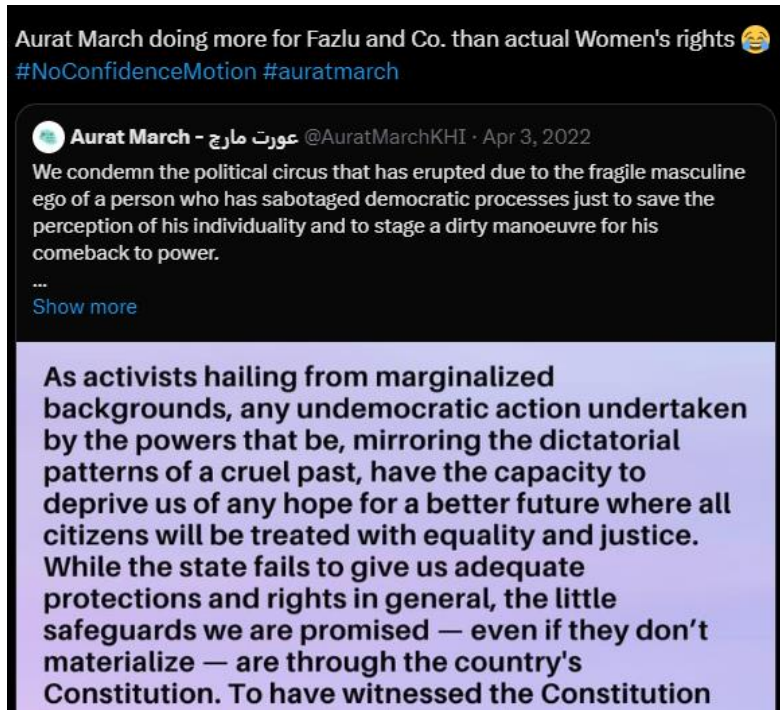 Aurat March doing more for Fazlu and Co. than actual Women's rights 😂
#NoConfidenceMotion #auratmarch
Aurat March - عورت مارچ @AuratMarchKHI · Apr 3, 2022
We condemn the political circus that has erupted due to the fragile masculine
ego of a person who has sabotaged democratic processes just to save the
perception of his individuality and to stage a dirty manoeuvre for his
comeback to power.
...
Show more
As activists hailing from marginalized
backgrounds, any undemocratic action undertaken
by the powers that be, mirroring the dictatorial
patterns of a cruel past, have the capacity to
deprive us of any hope for a better future where all
citizens will be treated with equality and justice.
While the state fails to give us adequate
protections and rights in general, the little
safeguards we are promised — even if they don't
materialize — are through the country's
Constitution. To have witnessed the Constitution